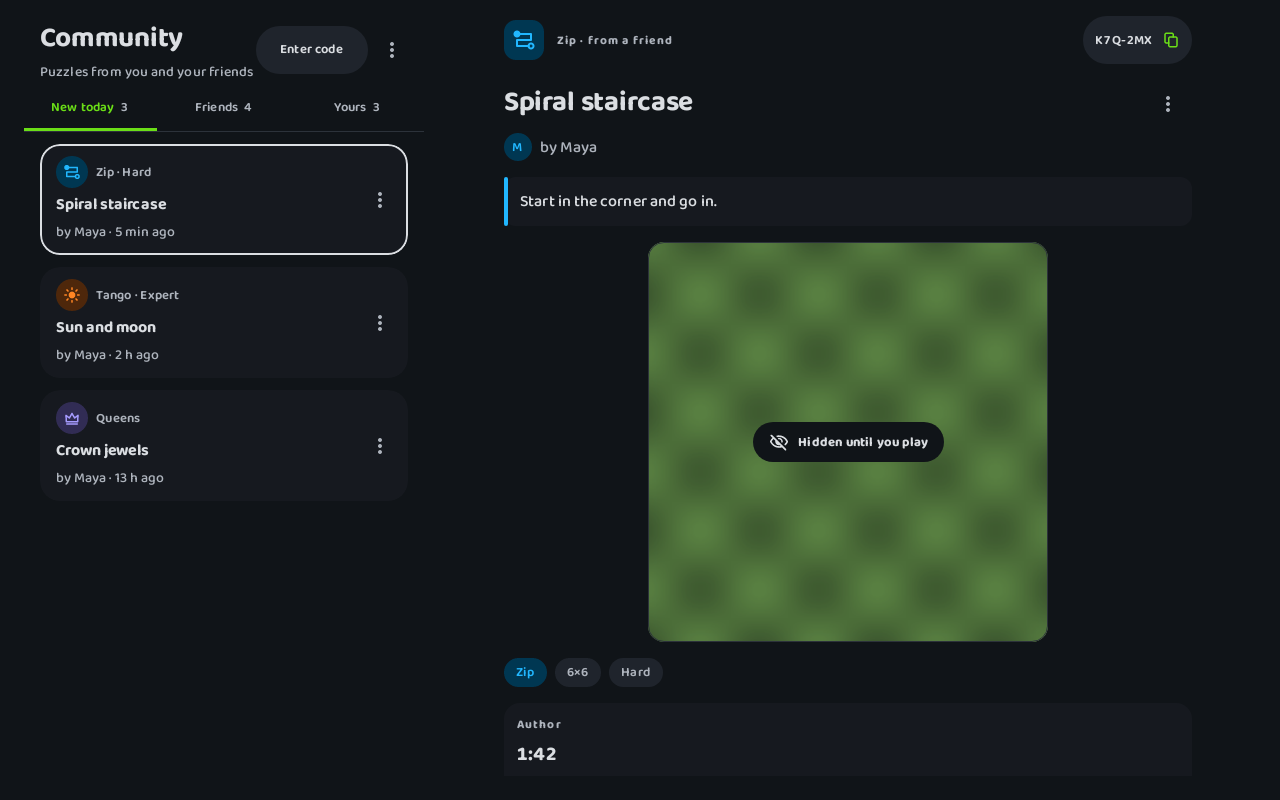 Community
Puzzles from you and your friends
Enter code
New today 3
Friends 4
Yours 3
Zip · Hard
Spiral staircase
by Maya · 5 min ago
Tango · Expert
Sun and moon
by Maya · 2 h ago
Queens
Crown jewels
by Maya · 13 h ago
Zip · from a friend
K7Q-2MX
Spiral staircase
M by Maya
Start in the corner and go in.
Hidden until you play
Zip
6×6
Hard
Author
1:42